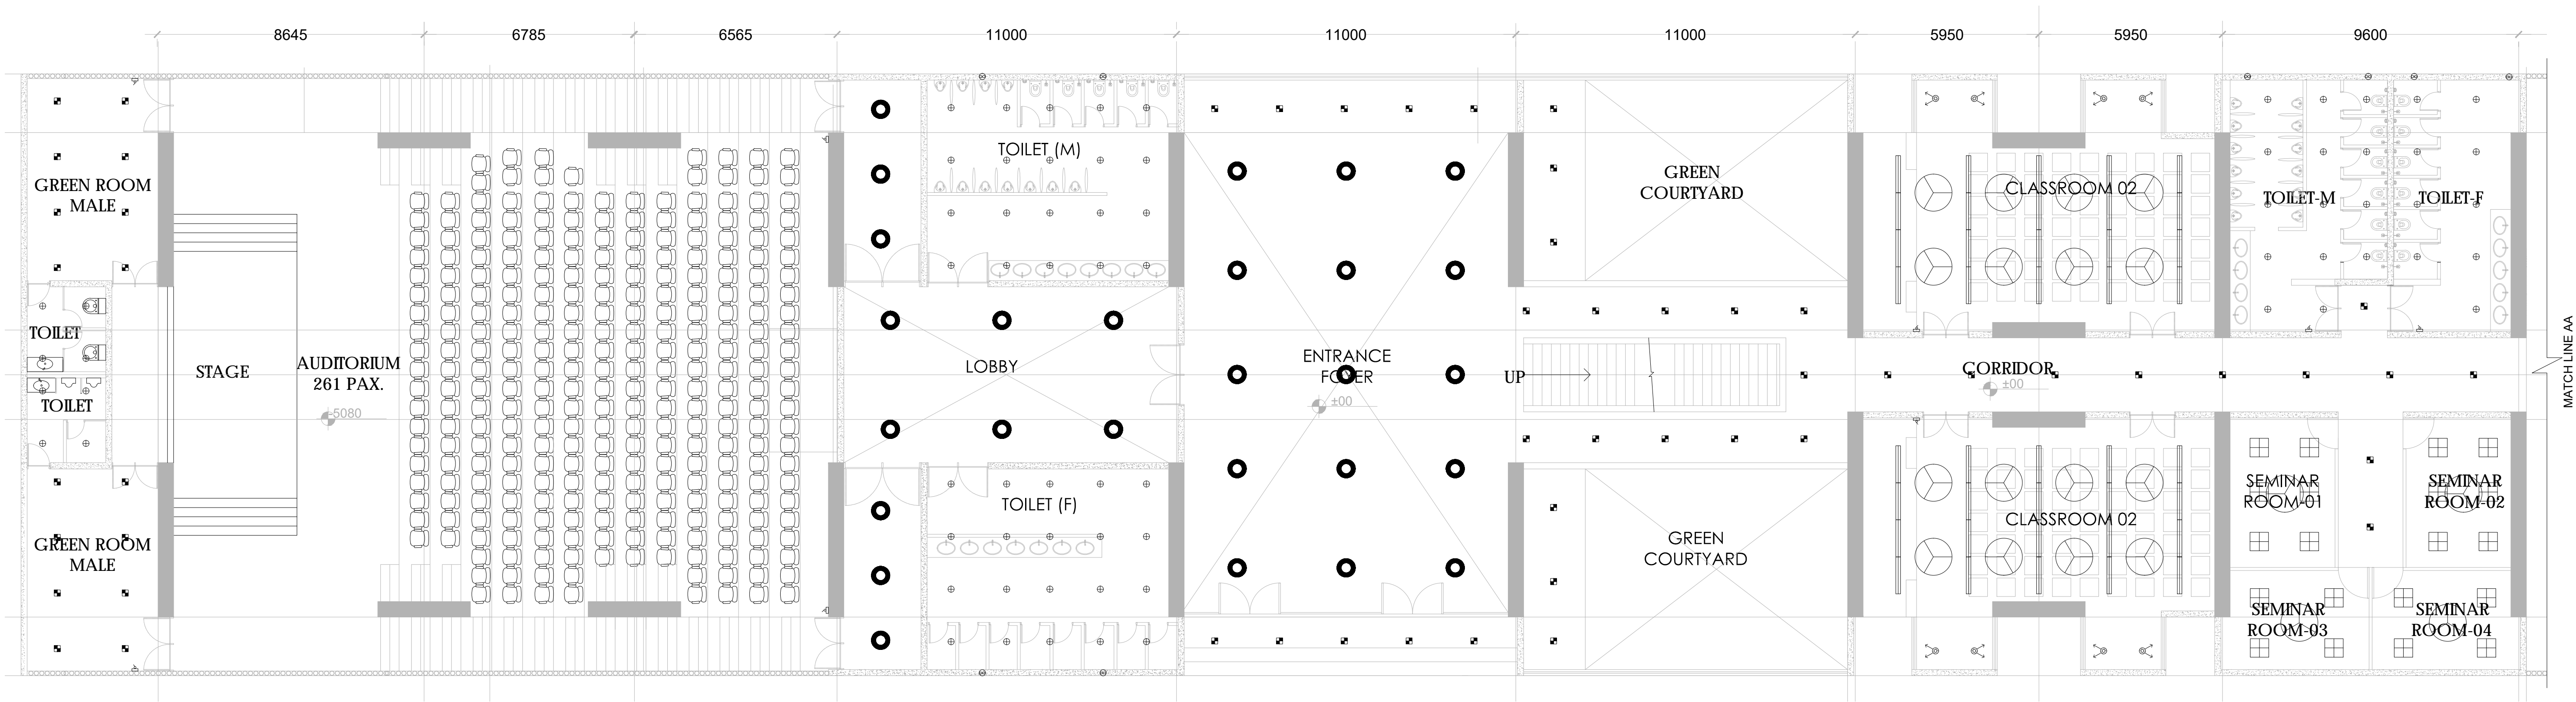 8645
6785
6565
11000
11000
11000
5950
5950
9600
GREEN ROOM
MALE
TOILET
TOILET
GREEN ROOM
MALE
STAGE
AUDITORIUM
261 PAX.
-5080
TOILET (M)
LOBBY
TOILET (F)
ENTRANCE
FOYER
±00
UP
GREEN
COURTYARD
GREEN
COURTYARD
CLASSROOM 02
CORRIDOR
±00
CLASSROOM 02
TOILET-M
TOILET-F
SEMINAR
ROOM-01
SEMINAR
ROOM-02
SEMINAR
ROOM-03
SEMINAR
ROOM-04
MATCH LINE AA